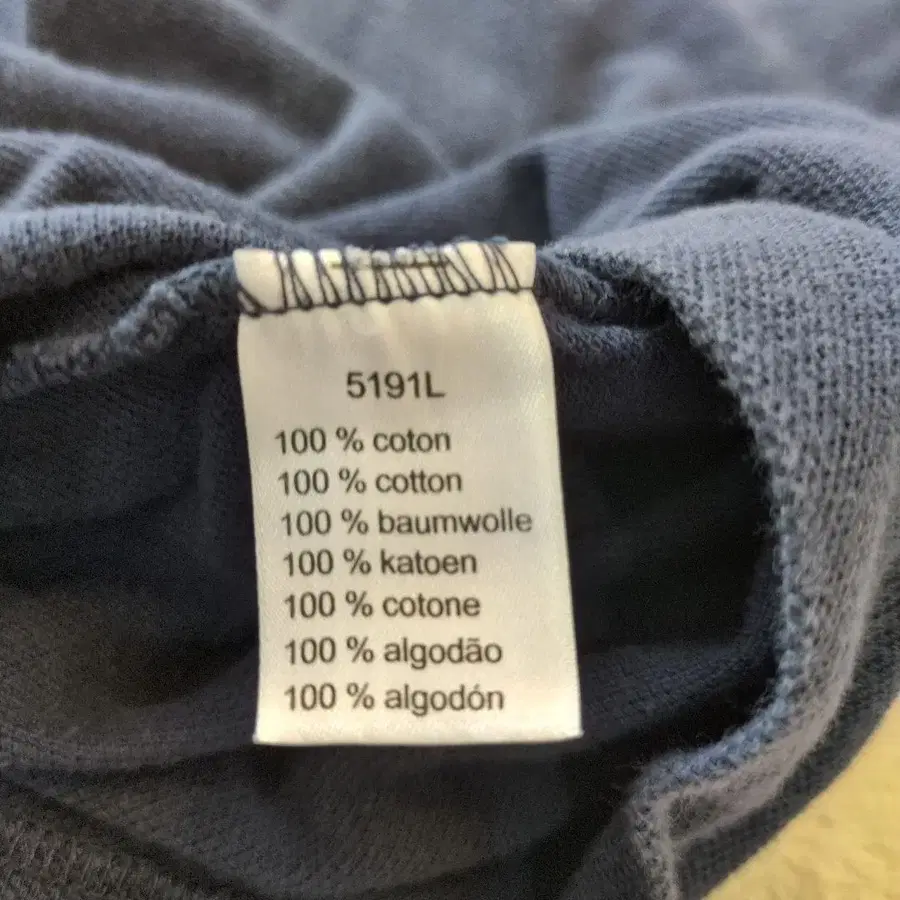 5191L
100 % coton
100 % cotton
100 % baumwolle
100 % katoen
100 % cotone
100 % algodão
100 % algodón